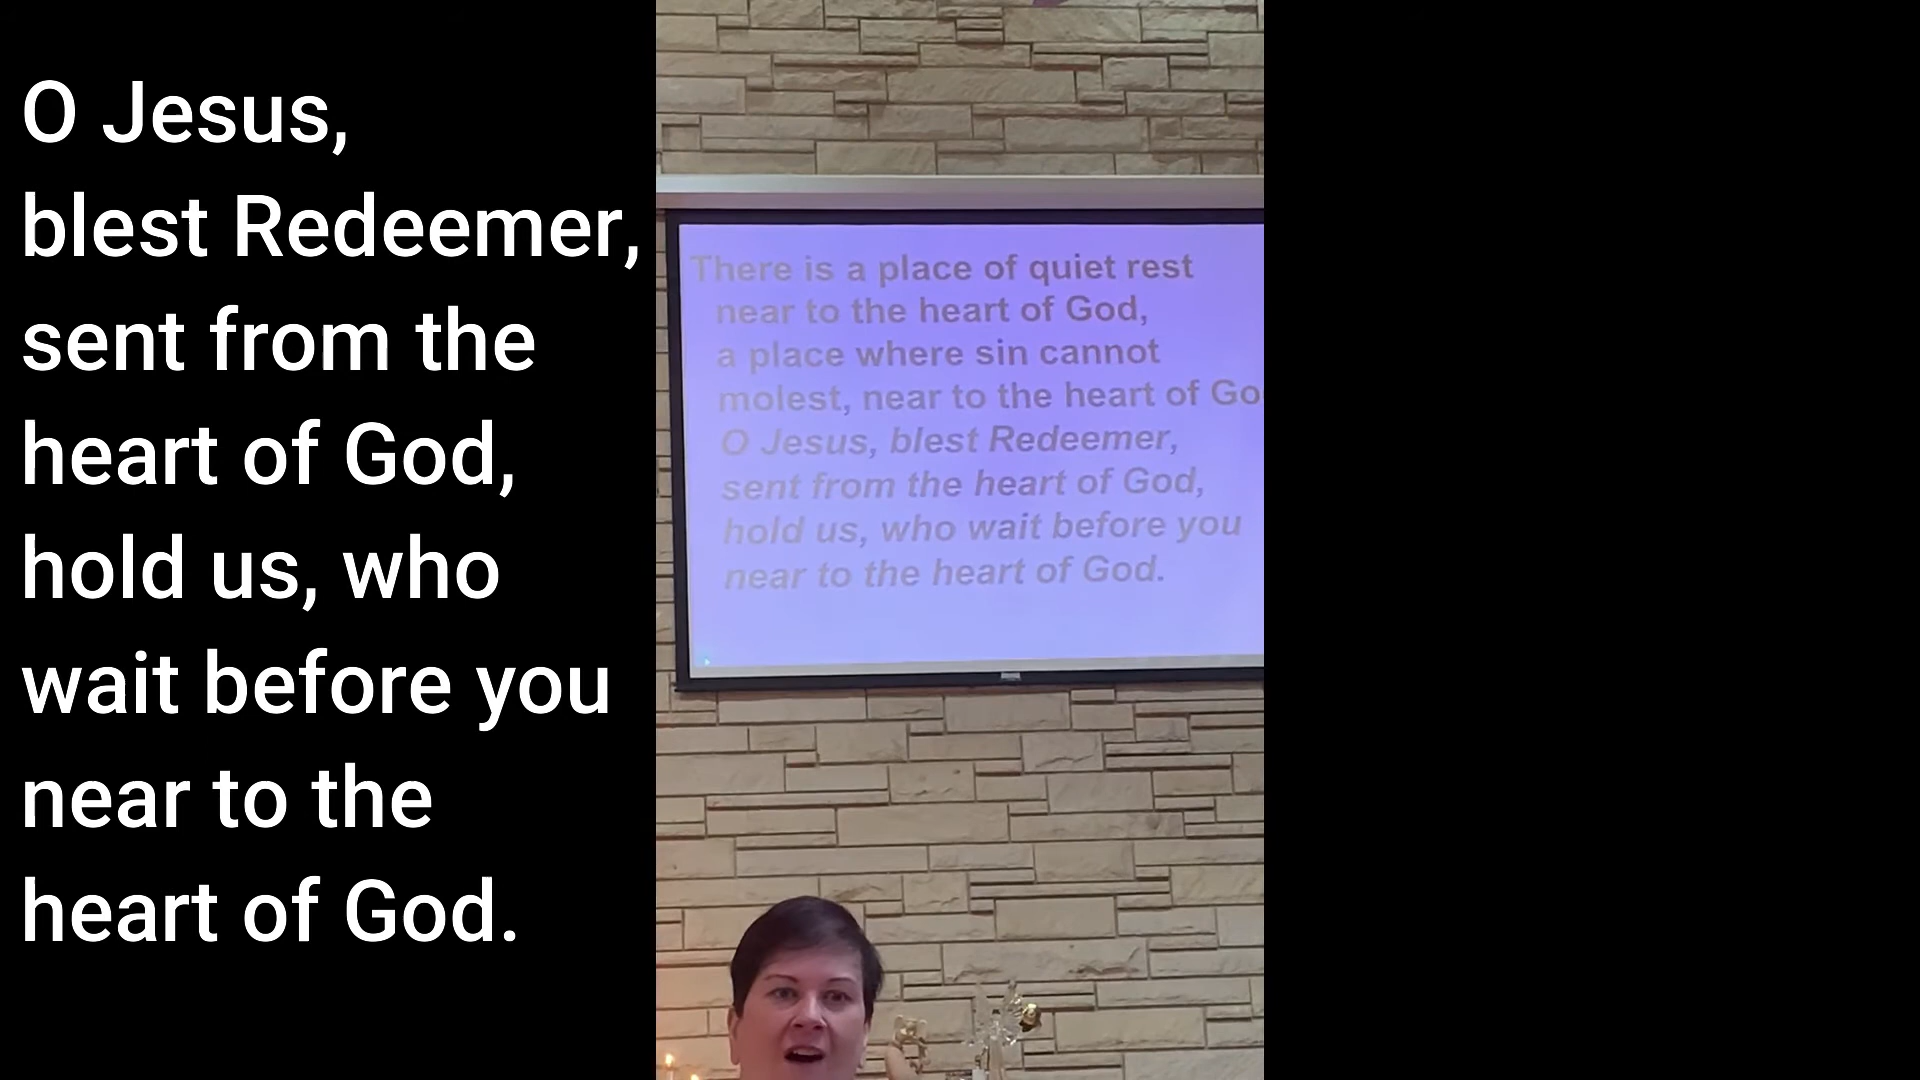 O Jesus,
blest Redeemer,
sent from the
heart of God,
hold us, who
wait before you
near to the
heart of God.
There is a place of quiet rest
near to the heart of God,
a place where sin cannot
molest, near to the heart of Go
O Jesus, blest Redeemer,
sent from the heart of God,
hold us, who wait before you
near to the heart of God.